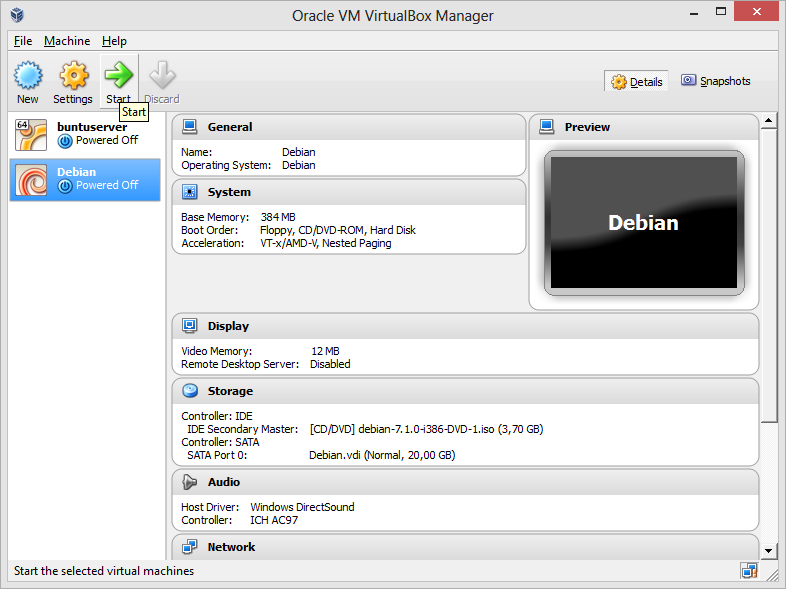 Oracle VM VirtualBox Manager
File Machine Help
New Settings Start Discard
Details Snapshots
Start
64
buntuserver
Powered Off
Debian
Powered Off
General
Name: Debian
Operating System: Debian
System
Base Memory: 384 MB
Boot Order: Floppy, CD/DVD-ROM, Hard Disk
Acceleration: VT-x/AMD-V, Nested Paging
Preview
Debian
Display
Video Memory: 12 MB
Remote Desktop Server: Disabled
Storage
Controller: IDE
IDE Secondary Master: [CD/DVD] debian-7.1.0-i386-DVD-1.iso (3,70 GB)
Controller: SATA
SATA Port 0: Debian.vdi (Normal, 20,00 GB)
Audio
Host Driver: Windows DirectSound
Controller: ICH AC97
Network
Start the selected virtual machines